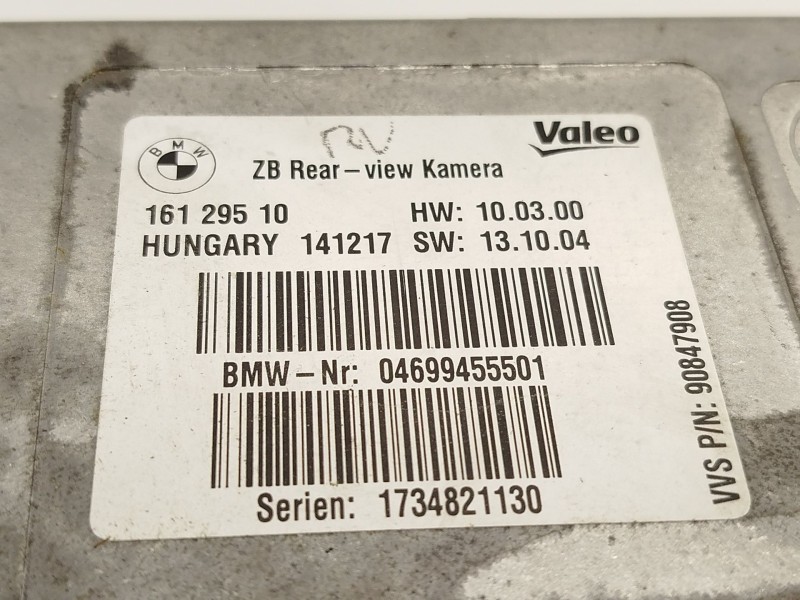 RV
BMW
Valeo
ZB Rear-view Kamera
161 295 10 HW: 10.03.00
HUNGARY 141217 SW: 13.10.04
BMW-Nr: 04699455501
Serien: 1734821130
VVS P/N: 90847908